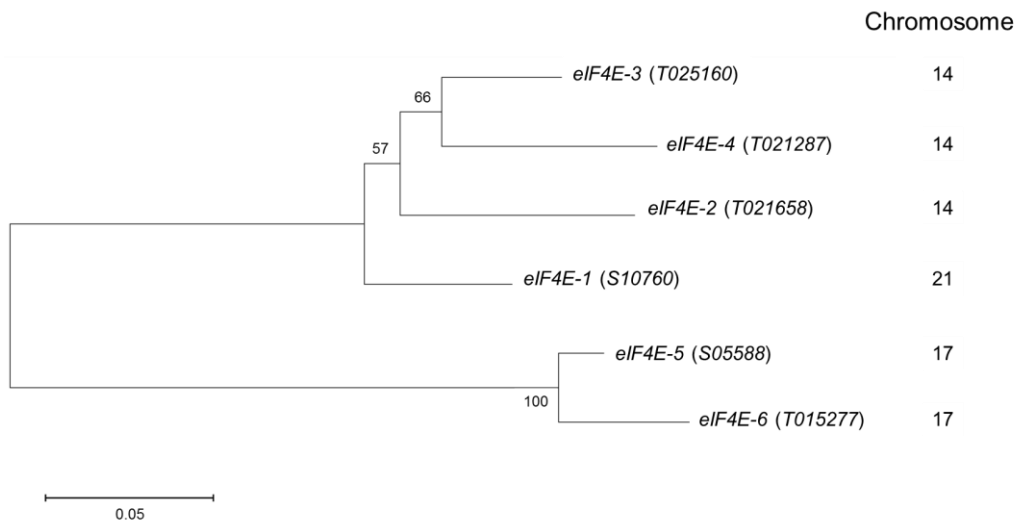 Chromosome
eIF4E-3 (T025160) 14
66
eIF4E-4 (T021287) 14
57
eIF4E-2 (T021658) 14
eIF4E-1 (S10760) 21
eIF4E-5 (S05588) 17
100
eIF4E-6 (T015277) 17
0.05